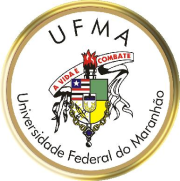 UFMA
A VIDA É COMBATE
Universidade Federal do Maranhão